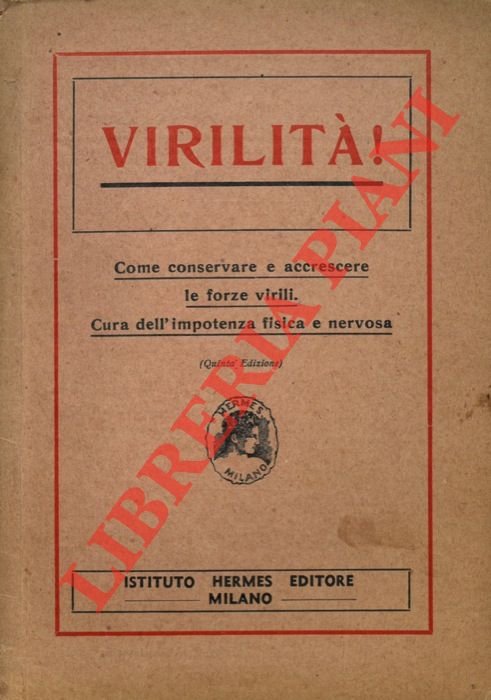 VIRILITÀ!
Come conservare e accrescere
le forze virili.
Cura dell'impotenza fisica e nervosa
(Quinta Edizione)
HERMES
MILANO
ISTITUTO HERMES EDITORE
MILANO
LIBRERIA PIANI